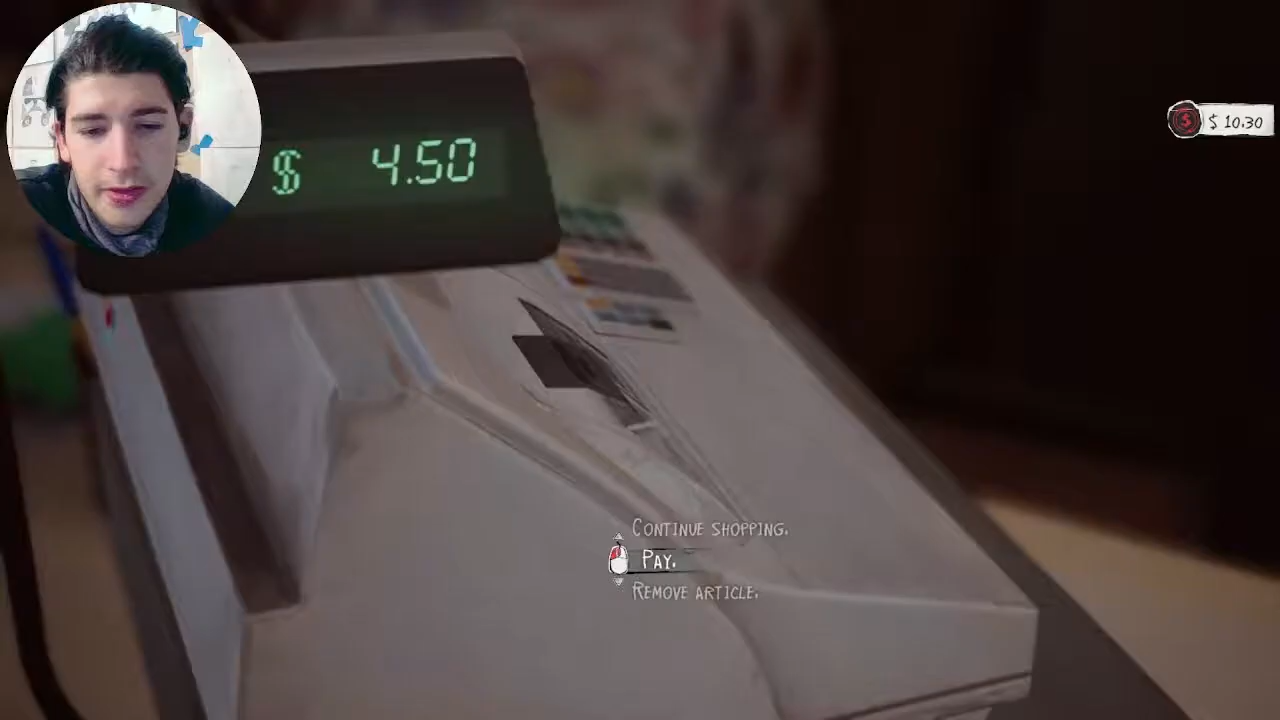 $ 4.50
$ 10.30
CONTINUE SHOPPING.
PAY.
REMOVE ARTICLE.